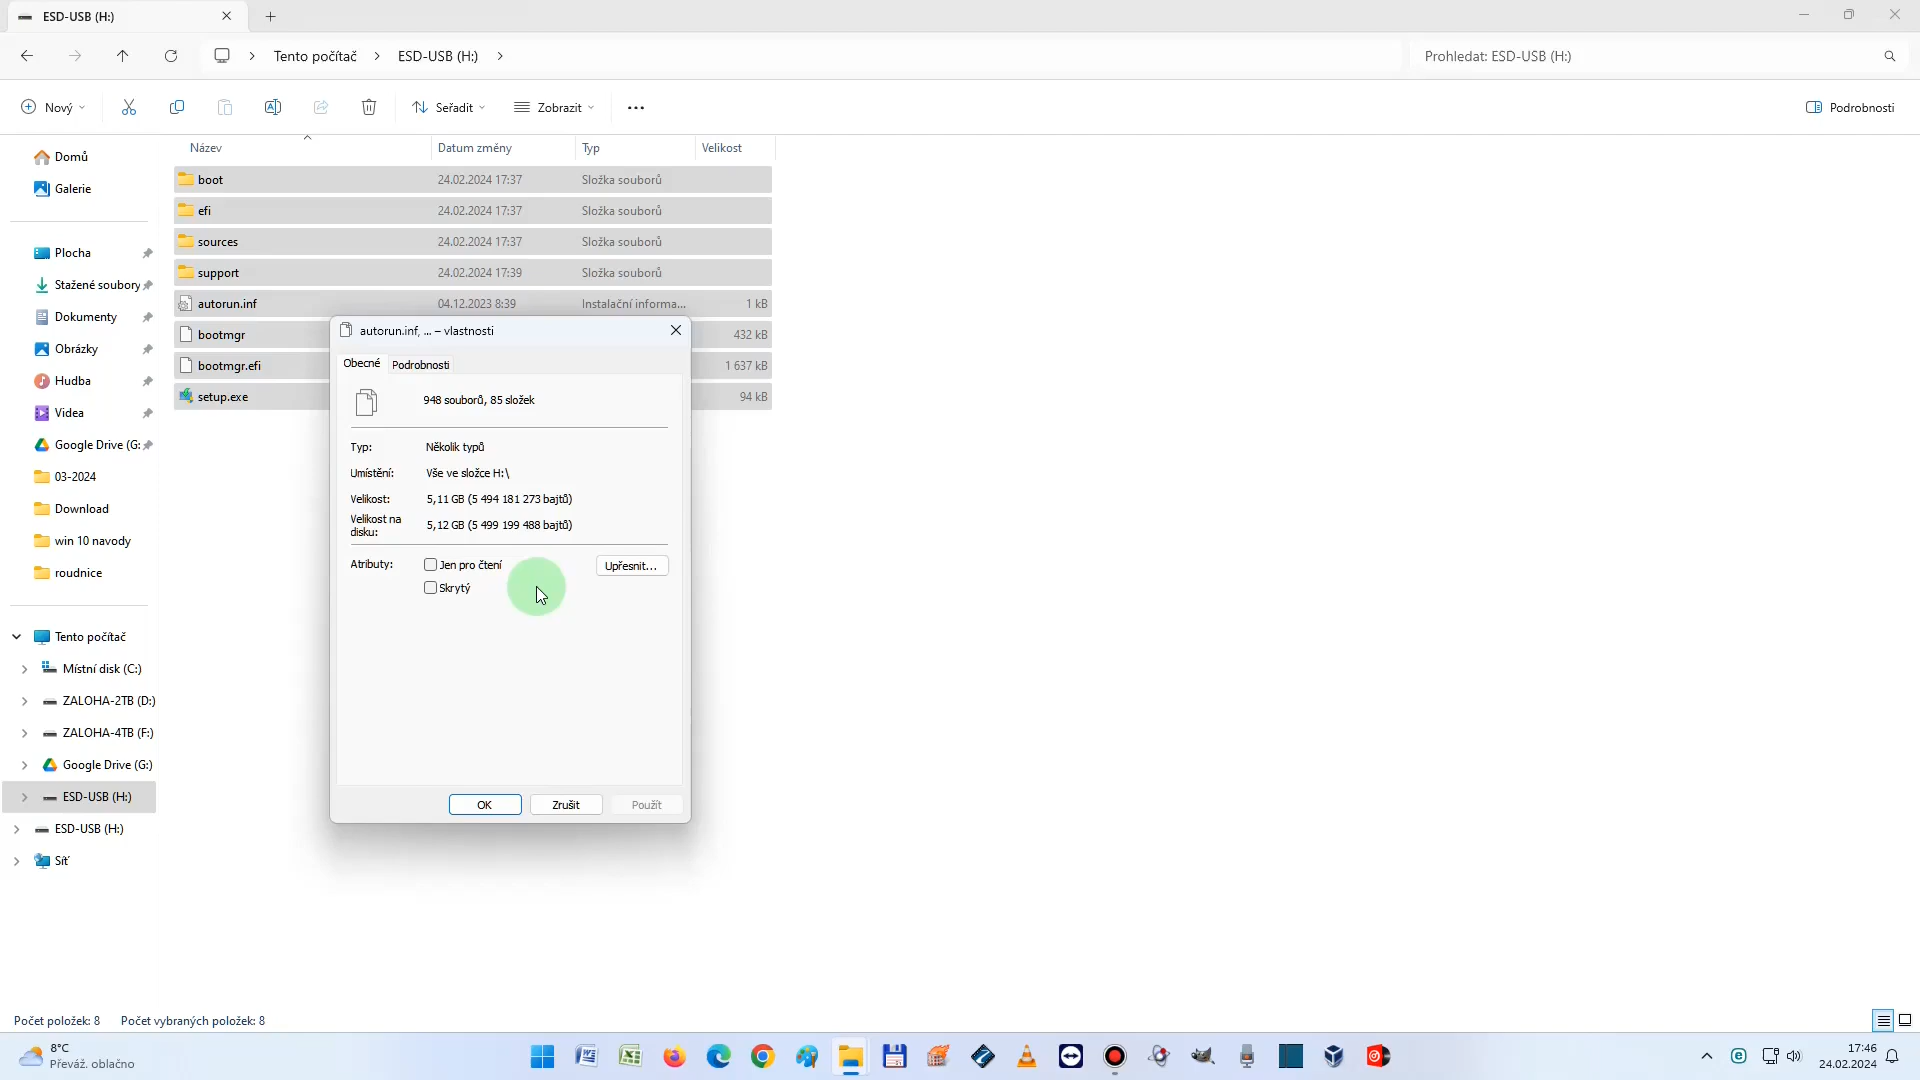 ESD-USB (H:)
Tento počítač
ESD-USB (H:)
Prohledat: ESD-USB (H:)
Nový
Seřadit
Zobrazit
Podrobnosti
Název
Datum změny
Typ
Velikost
boot 24.02.2024 17:37 Složka souborů
efi 24.02.2024 17:37 Složka souborů
sources 24.02.2024 17:37 Složka souborů
support 24.02.2024 17:39 Složka souborů
autorun.inf 04.12.2023 8:39 Instalační informa... 1 kB
bootmgr 432 kB
bootmgr.efi 1 637 kB
setup.exe 94 kB
Domů
Galerie
Plocha
Stažené soubory
Dokumenty
Obrázky
Hudba
Videa
Google Drive (G:
03-2024
Download
win 10 navody
roudnice
Tento počítač
Místní disk (C:)
ZALOHA-2TB (D:)
ZALOHA-4TB (F:)
Google Drive (G:)
ESD-USB (H:)
ESD-USB (H:)
Síť
autorun.inf, ... – vlastnosti
Obecné
Podrobnosti
948 souborů, 85 složek
Typ: Několik typů
Umístění: Vše ve složce H:\
Velikost: 5,11 GB (5 494 181 273 bajtů)
Velikost na
disku: 5,12 GB (5 499 199 488 bajtů)
Atributy: Jen pro čtení
Upřesnit...
Skrytý
OK
Zrušit
Použít
Počet položek: 8
Počet vybraných položek: 8
8°C
Převáž. oblačno
17:46
24.02.2024